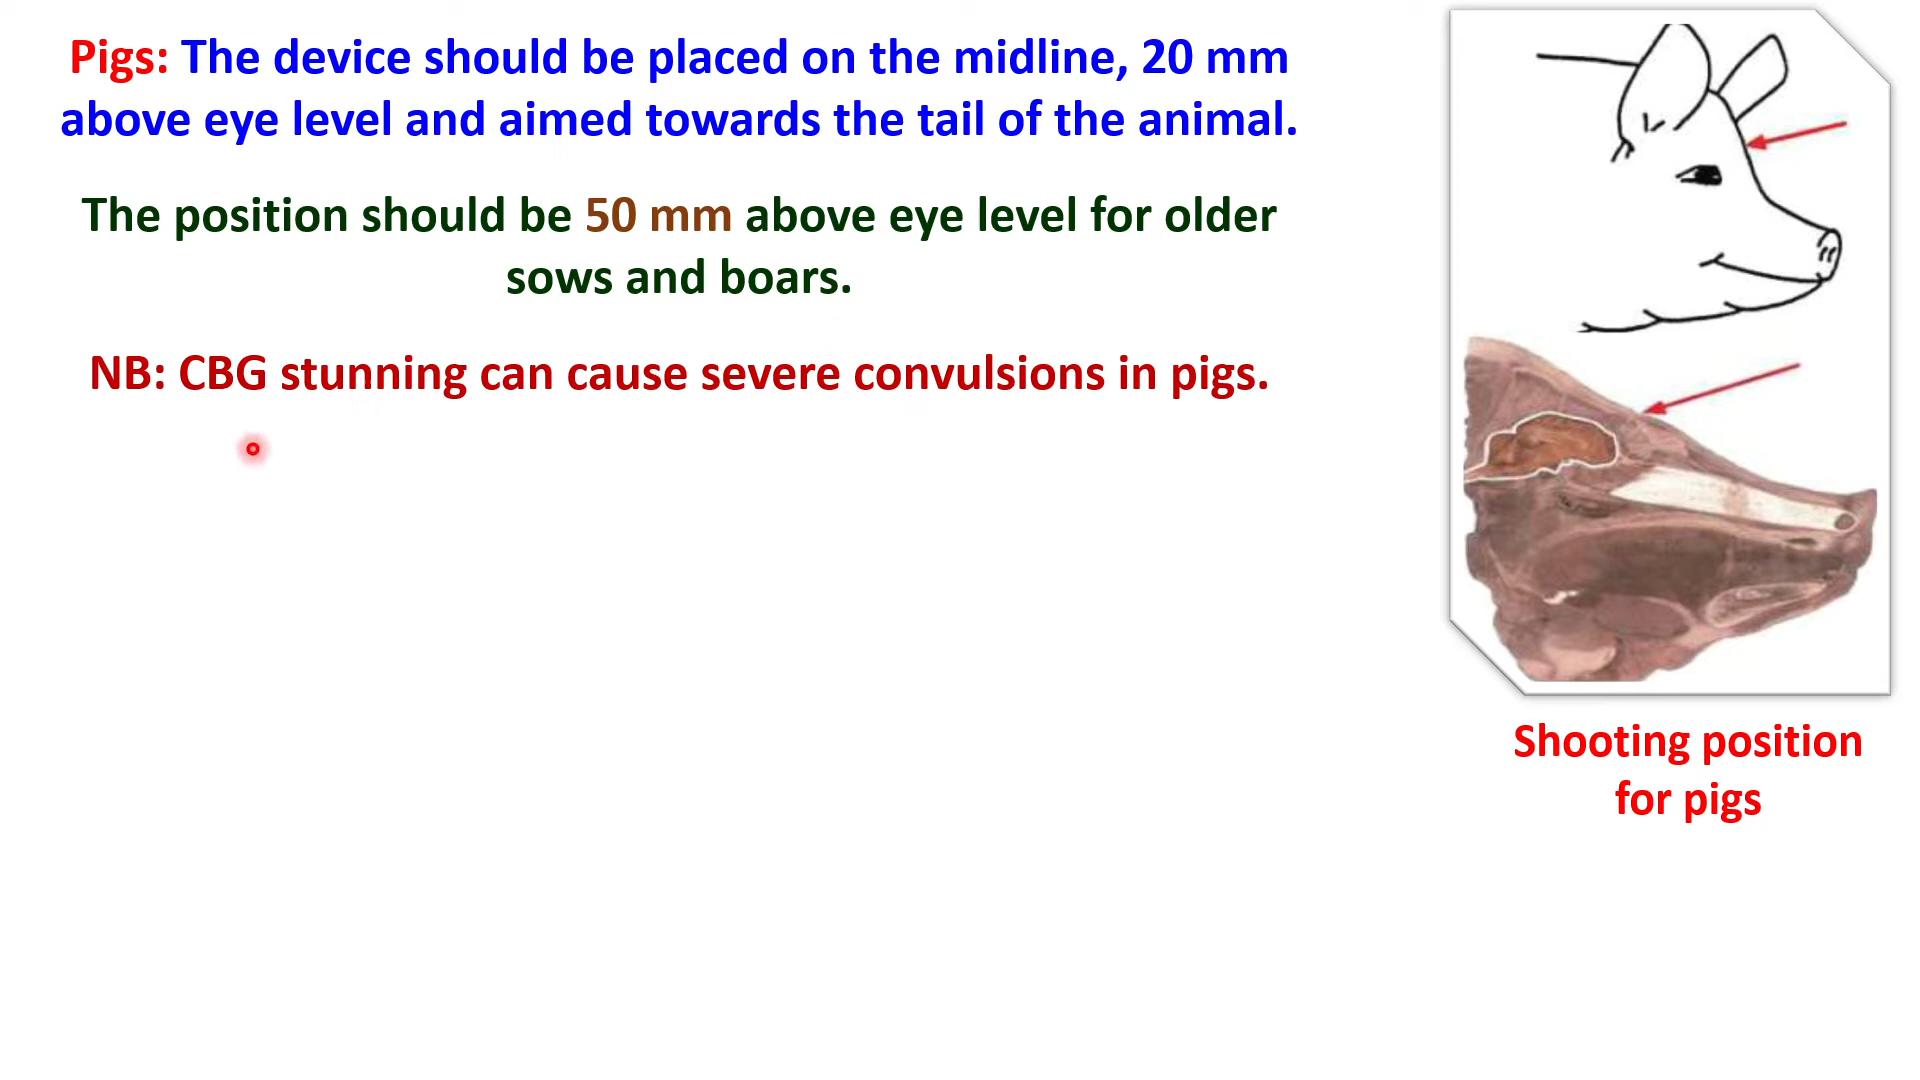 Pigs: The device should be placed on the midline, 20 mm
above eye level and aimed towards the tail of the animal.
The position should be 50 mm above eye level for older
sows and boars.
NB: CBG stunning can cause severe convulsions in pigs.
Shooting position
for pigs